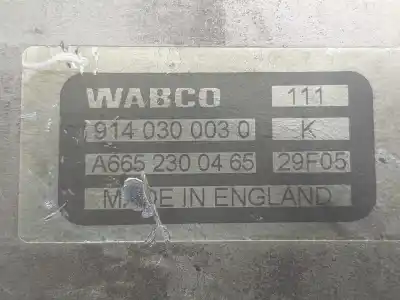 WABCO 111
914 030 003 0 K
A665 230 04 65 29F05
MADE IN ENGLAND